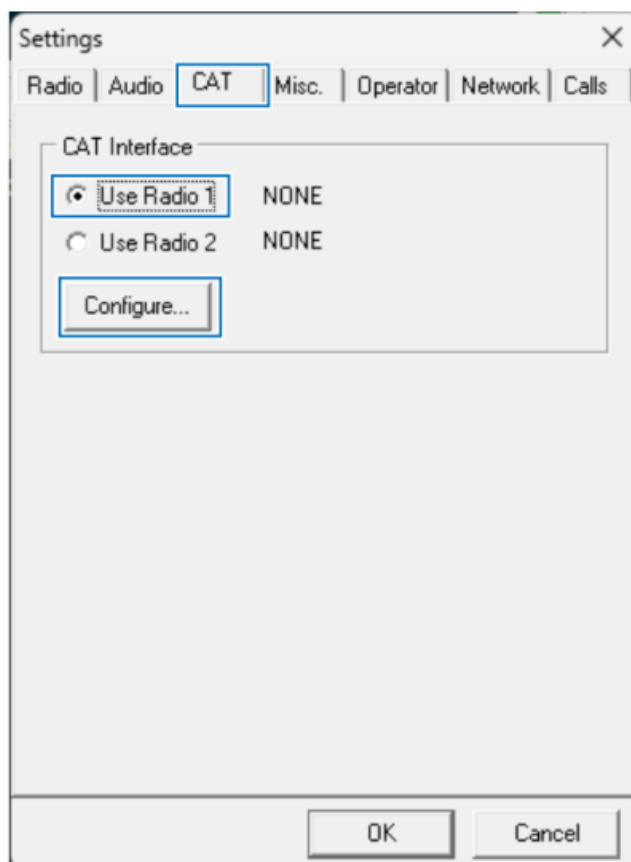 Settings
Radio Audio CAT Misc. Operator Network Calls
CAT Interface
Use Radio 1 NONE
Use Radio 2 NONE
Configure...
OK Cancel